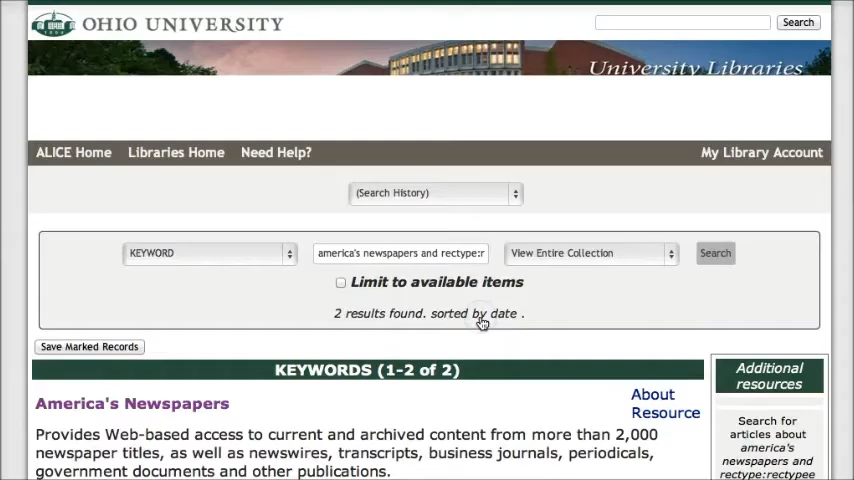 OHIO UNIVERSITY
1804
Search
University Libraries
ALICE Home Libraries Home Need Help? My Library Account
(Search History)
KEYWORD america's newspapers and rectype:r View Entire Collection Search
Limit to available items
2 results found. sorted by date .
Save Marked Records
KEYWORDS (1-2 of 2)
America's Newspapers
About
Resource
Provides Web-based access to current and archived content from more than 2,000
newspaper titles, as well as newswires, transcripts, business journals, periodicals,
government documents and other publications.
Additional
resources
Search for
articles about
america's
newspapers and
rectype:rectypee